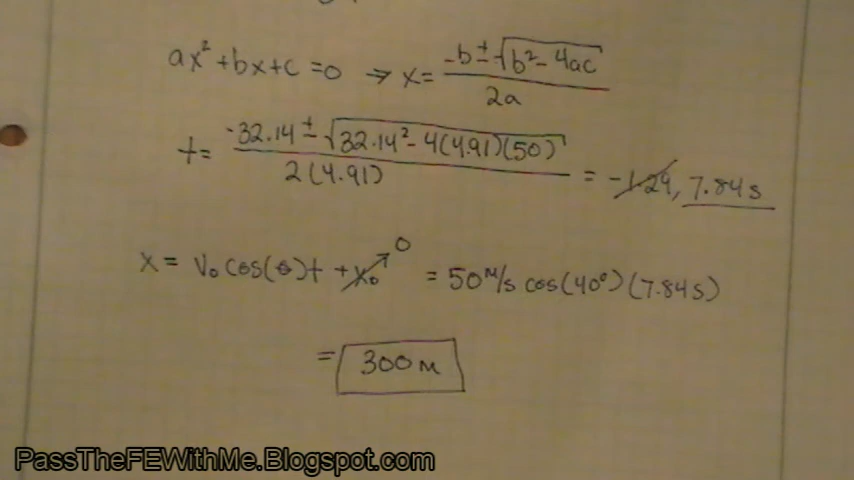 ax² + bx + c = 0 → x = -b ± √(b² - 4ac) / 2a
t = -32.14 ± √(32.14² - 4(4.91)(50)) / 2(4.91) = -1.29, 7.84 s
x = V₀ cos(θ)t + x₀ ↗ 0 = 50 m/s cos(40°)(7.84 s)
= 300 m
PassTheFEWithMe.Blogspot.com